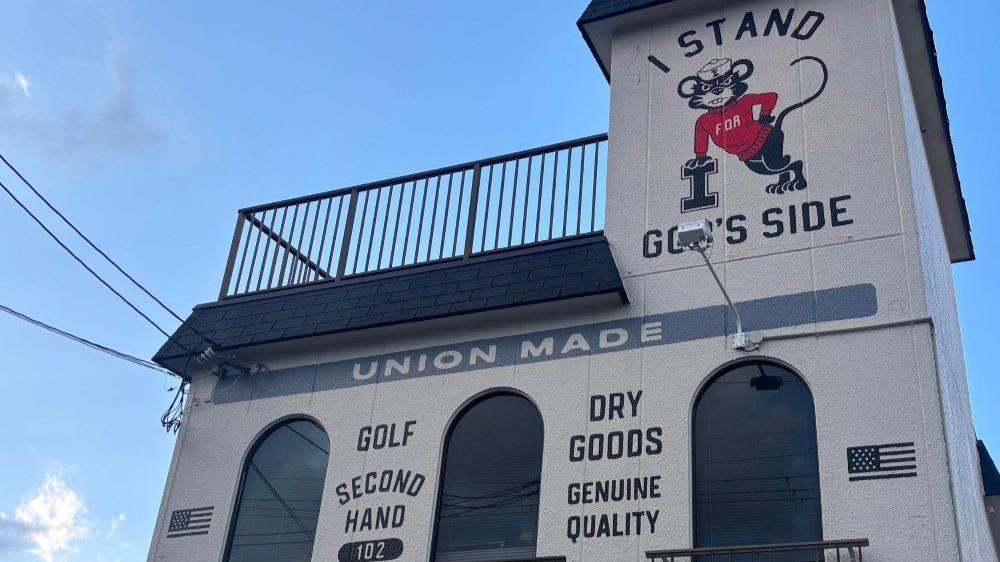 I STAND
FOR
I
GOD'S SIDE
UNION MADE
GOLF
SECOND
HAND
102
DRY
GOODS
GENUINE
QUALITY